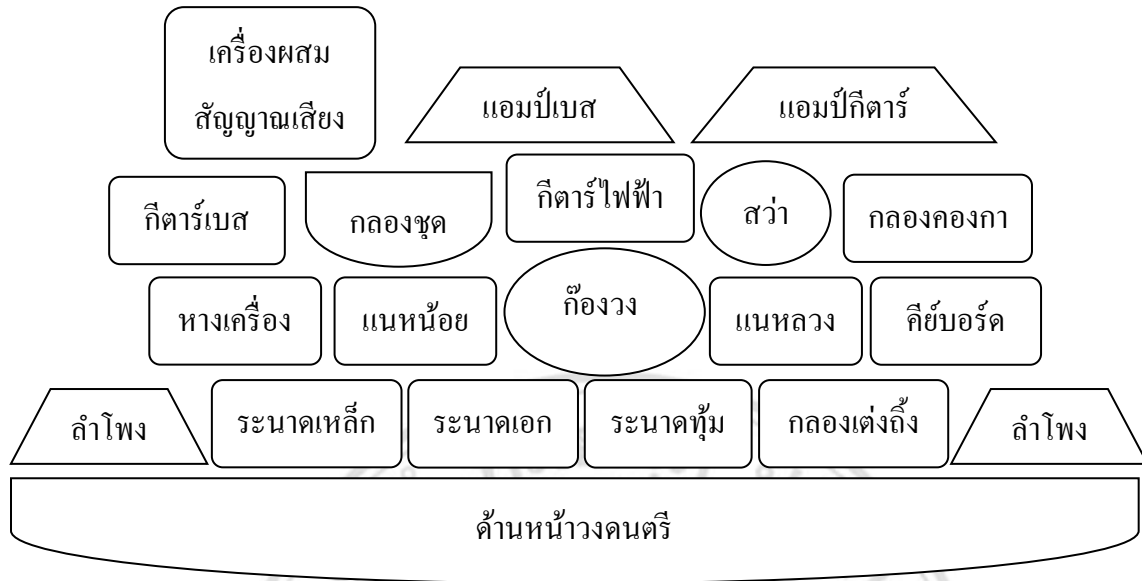 เครื่องผสม
สัญญาณเสียง
แอมป์เบส
แอมป์กีตาร์
กีตาร์เบส
กลองชุด
กีตาร์ไฟฟ้า
สว่า
กลองคองกา
หางเครื่อง
แนหน้อย
ก๊องวง
แนหลวง
คีย์บอร์ด
ลำโพง
ระนาดเหล็ก
ระนาดเอก
ระนาดทุ้ม
กลองเต่งถิ้ง
ลำโพง
ด้านหน้าวงดนตรี